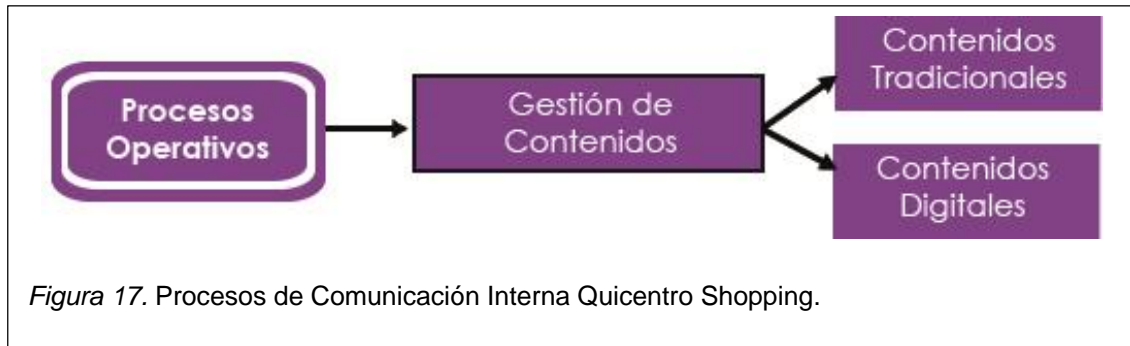 Procesos
Operativos
Gestión de
Contenidos
Contenidos
Tradicionales
Contenidos
Digitales
Figura 17. Procesos de Comunicación Interna Quicentro Shopping.